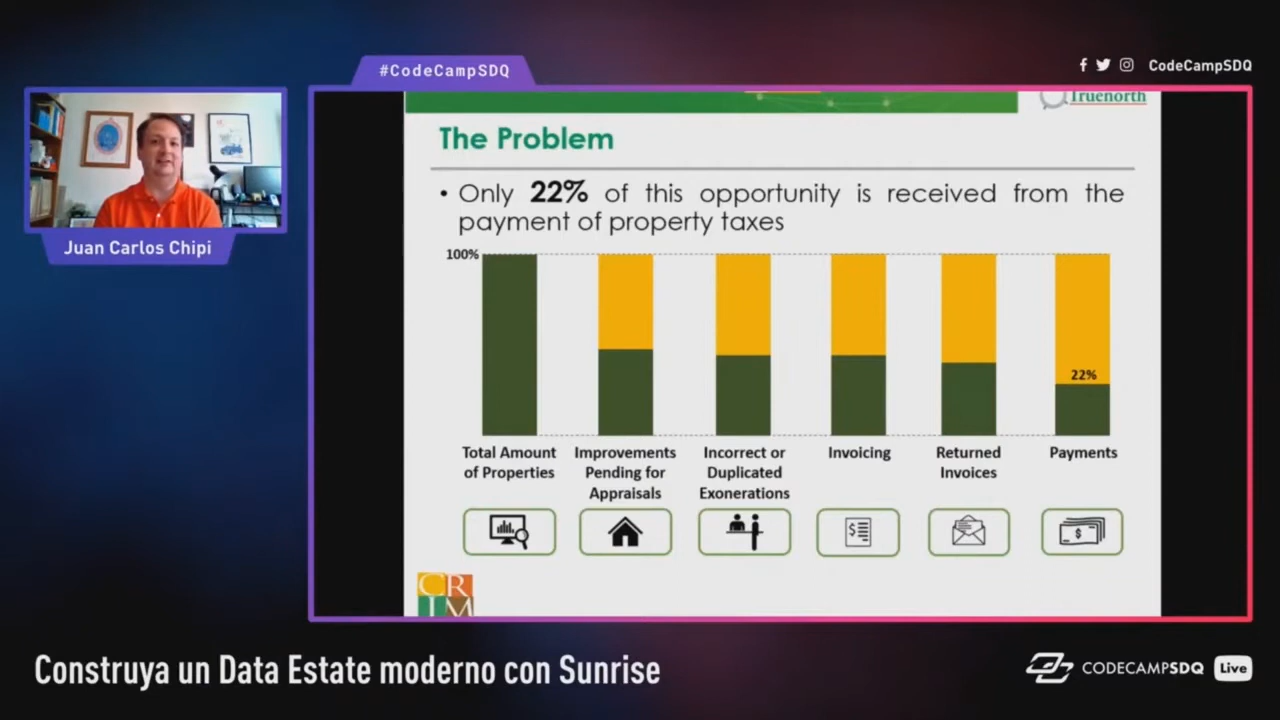 #CodeCampSDQ
CodeCampSDQ
Juan Carlos Chipi
Truenorth
The Problem
• Only 22% of this opportunity is received from the
payment of property taxes
100%
22%
Total Amount
of Properties
Improvements
Pending for
Appraisals
Incorrect or
Duplicated
Exonerations
Invoicing
Returned
Invoices
Payments
CR
IM
Construya un Data Estate moderno con Sunrise
CODECAMPSDQ Live